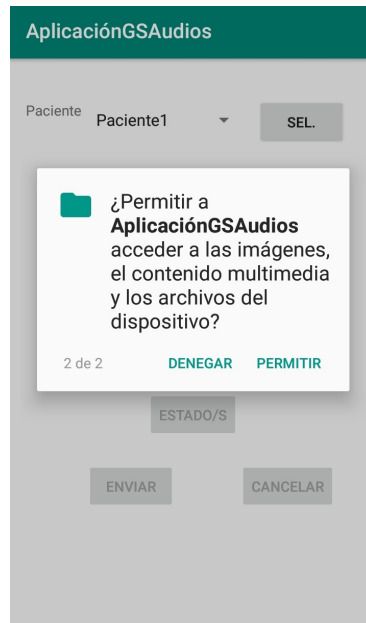 AplicaciónGSAudios
Paciente
Paciente1
SEL.
¿Permitir a
AplicaciónGSAudios
acceder a las imágenes,
el contenido multimedia
y los archivos del
dispositivo?
2 de 2 DENEGAR PERMITIR
ESTADO/S
ENVIAR CANCELAR